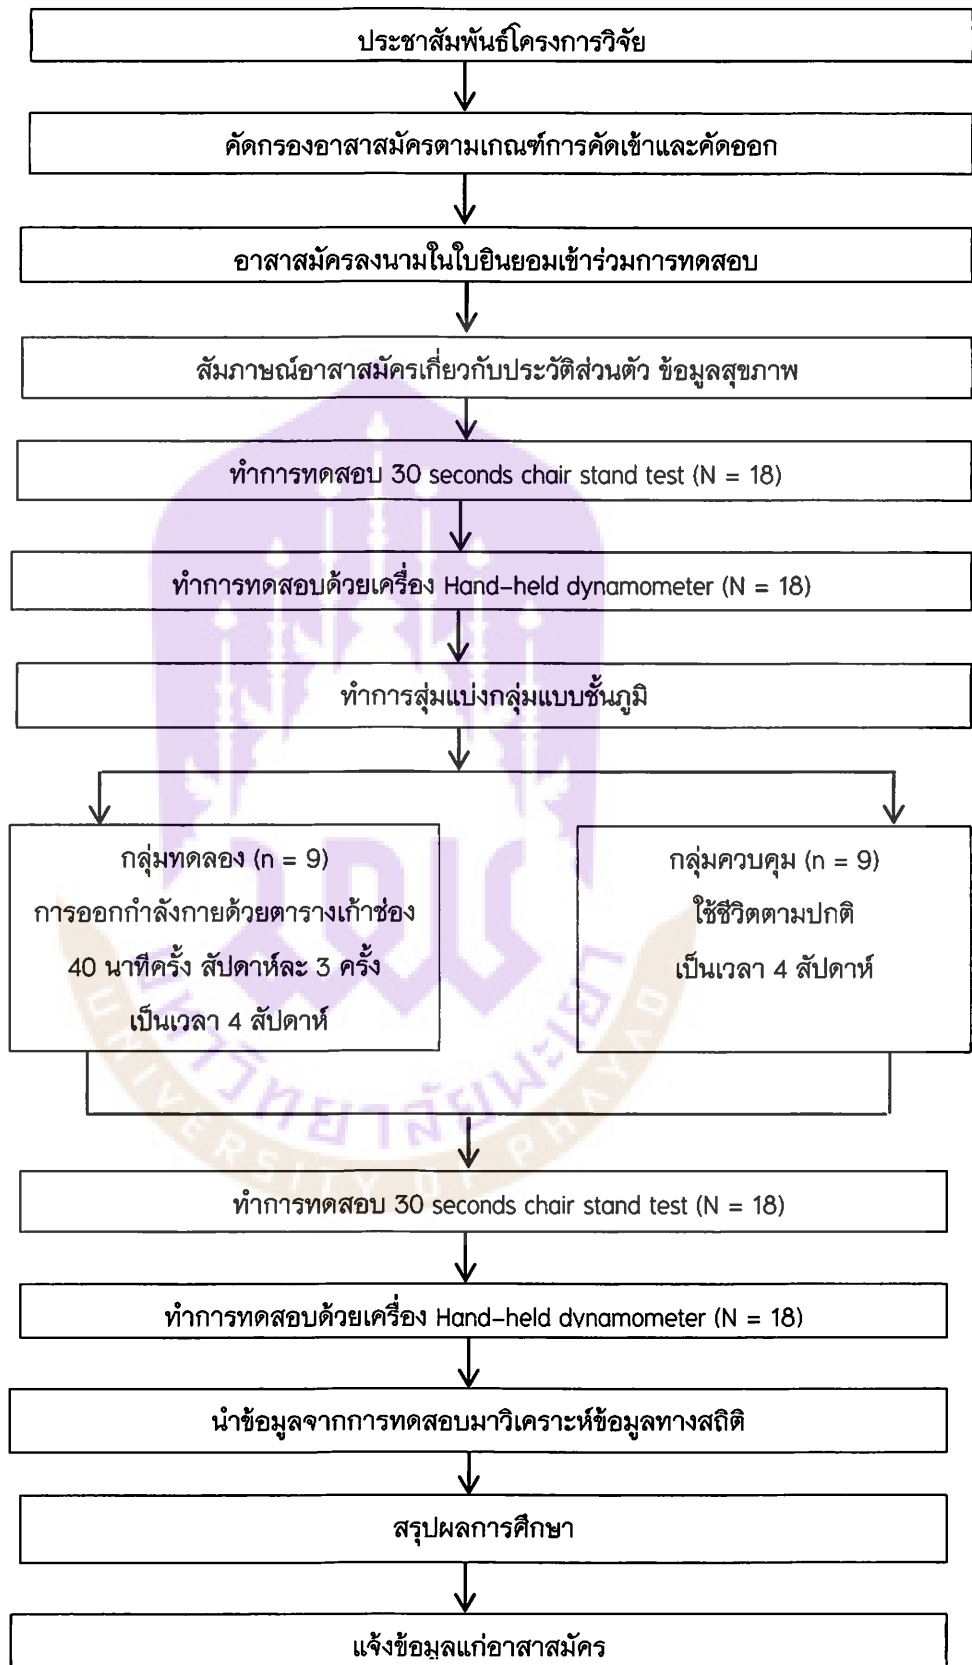 ประชาสัมพันธ์โครงการวิจัย
คัดกรองอาสาสมัครตามเกณฑ์การคัดเข้าและคัดออก
อาสาสมัครลงนามในใบยินยอมเข้าร่วมการทดสอบ
สัมภาษณ์อาสาสมัครเกี่ยวกับประวัติส่วนตัว ข้อมูลสุขภาพ
ทำการทดสอบ 30 seconds chair stand test (N = 18)
ทำการทดสอบด้วยเครื่อง Hand-held dynamometer (N = 18)
ทำการสุ่มแบ่งกลุ่มแบบชั้นภูมิ
กลุ่มทดลอง (n = 9)
การออกกำลังกายด้วยตารางเก้าช่อง
40 นาทีครั้ง สัปดาห์ละ 3 ครั้ง
เป็นเวลา 4 สัปดาห์
กลุ่มควบคุม (n = 9)
ใช้ชีวิตตามปกติ
เป็นเวลา 4 สัปดาห์
มหาวิทยาลัยพะเยา
UNIVERSITY OF PHAYAO
ทำการทดสอบ 30 seconds chair stand test (N = 18)
ทำการทดสอบด้วยเครื่อง Hand-held dynamometer (N = 18)
นำข้อมูลจากการทดสอบมาวิเคราะห์ข้อมูลทางสถิติ
สรุปผลการศึกษา
แจ้งข้อมูลแก่อาสาสมัคร